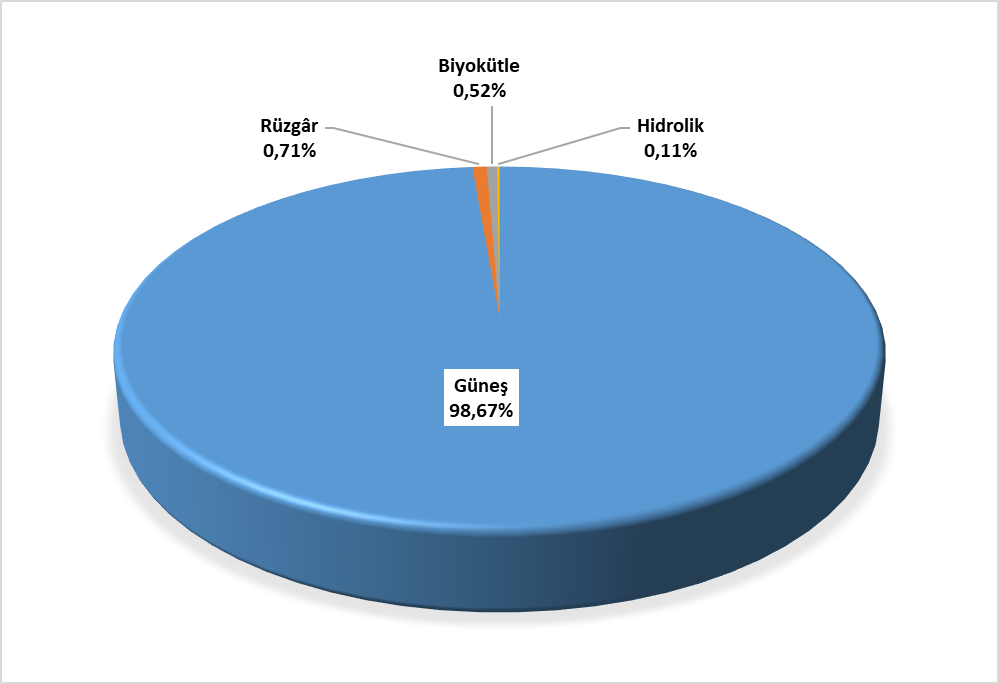 Biyokütle
0,52%
Rüzgâr
0,71%
Hidrolik
0,11%
Güneş
98,67%